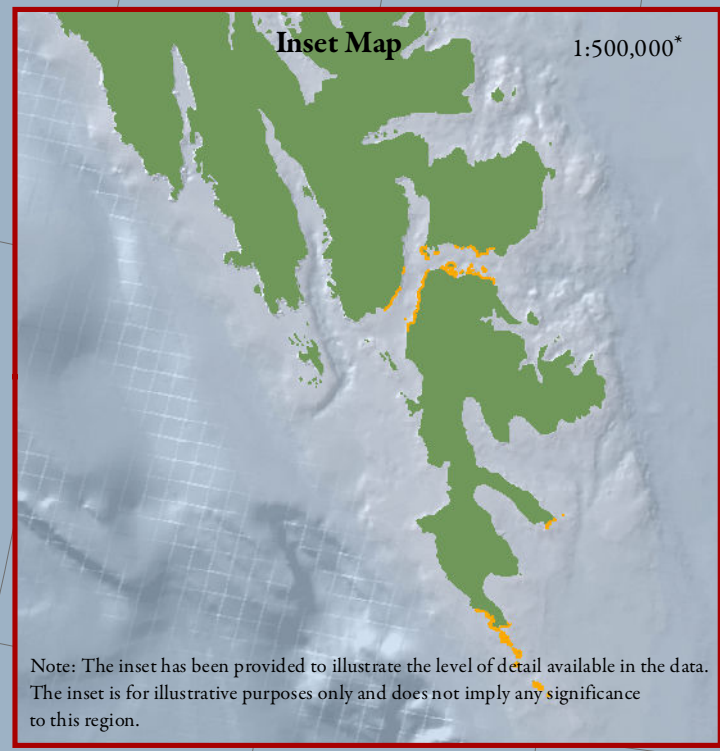 Inset Map
1:500,000*
Note: The inset has been provided to illustrate the level of detail available in the data.
The inset is for illustrative purposes only and does not imply any significance
to this region.